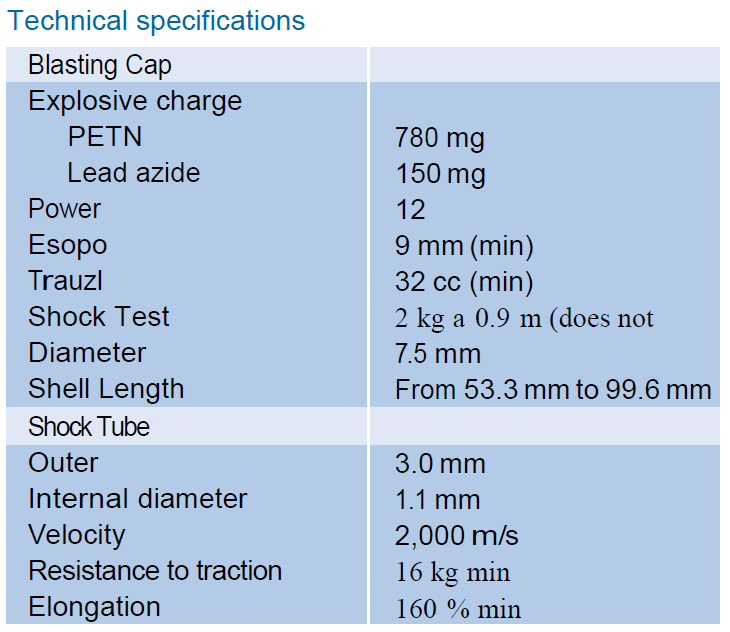 Technical specifications
Blasting Cap
Explosive charge
PETN 780 mg
Lead azide 150 mg
Power 12
Esopo 9 mm (min)
Trauzl 32 cc (min)
Shock Test 2 kg a 0.9 m (does not
Diameter 7.5 mm
Shell Length From 53.3 mm to 99.6 mm
Shock Tube
Outer 3.0 mm
Internal diameter 1.1 mm
Velocity 2,000 m/s
Resistance to traction 16 kg min
Elongation 160 % min